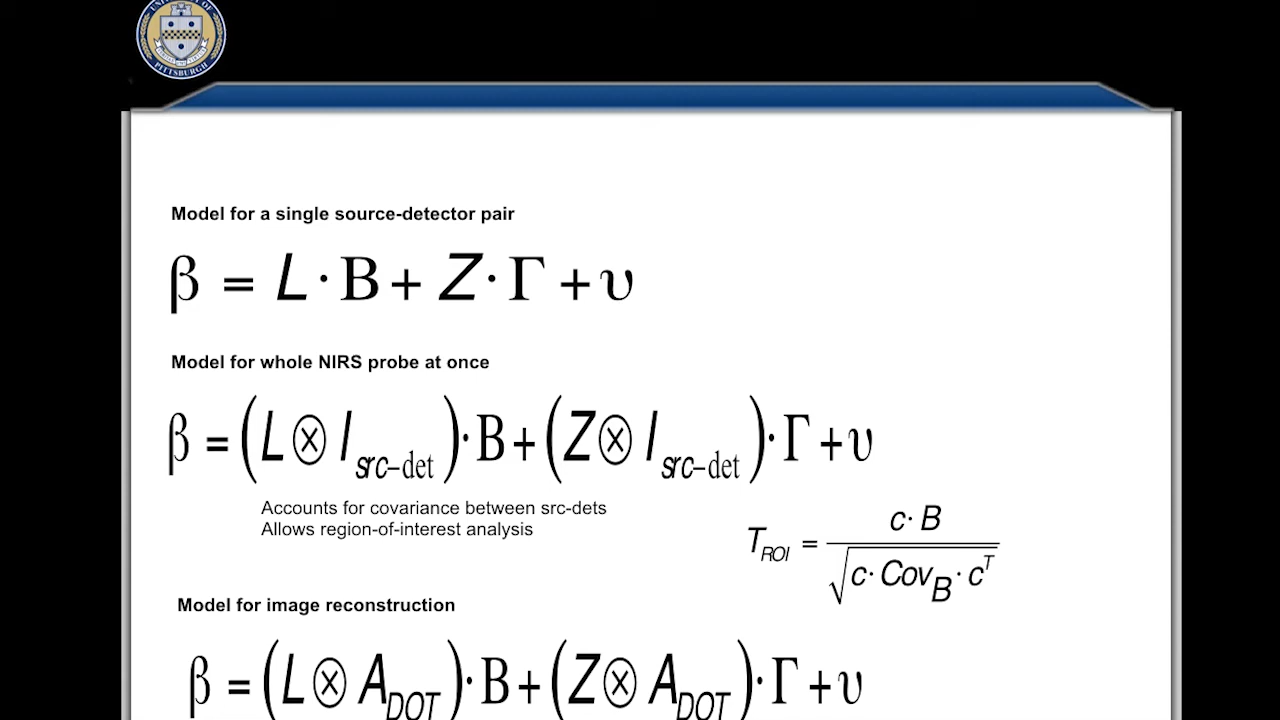 PITTSBURGH
Model for a single source-detector pair
β = L · Β + Z · Γ + υ
Model for whole NIRS probe at once
β = (L ⊗ I_src–det) · Β + (Z ⊗ I_src–det) · Γ + υ
Accounts for covariance between src-dets
Allows region-of-interest analysis
T_ROI = c · B / √(c · Cov_B · c^T)
Model for image reconstruction
β = (L ⊗ A_DOT) · Β + (Z ⊗ A_DOT) · Γ + υ